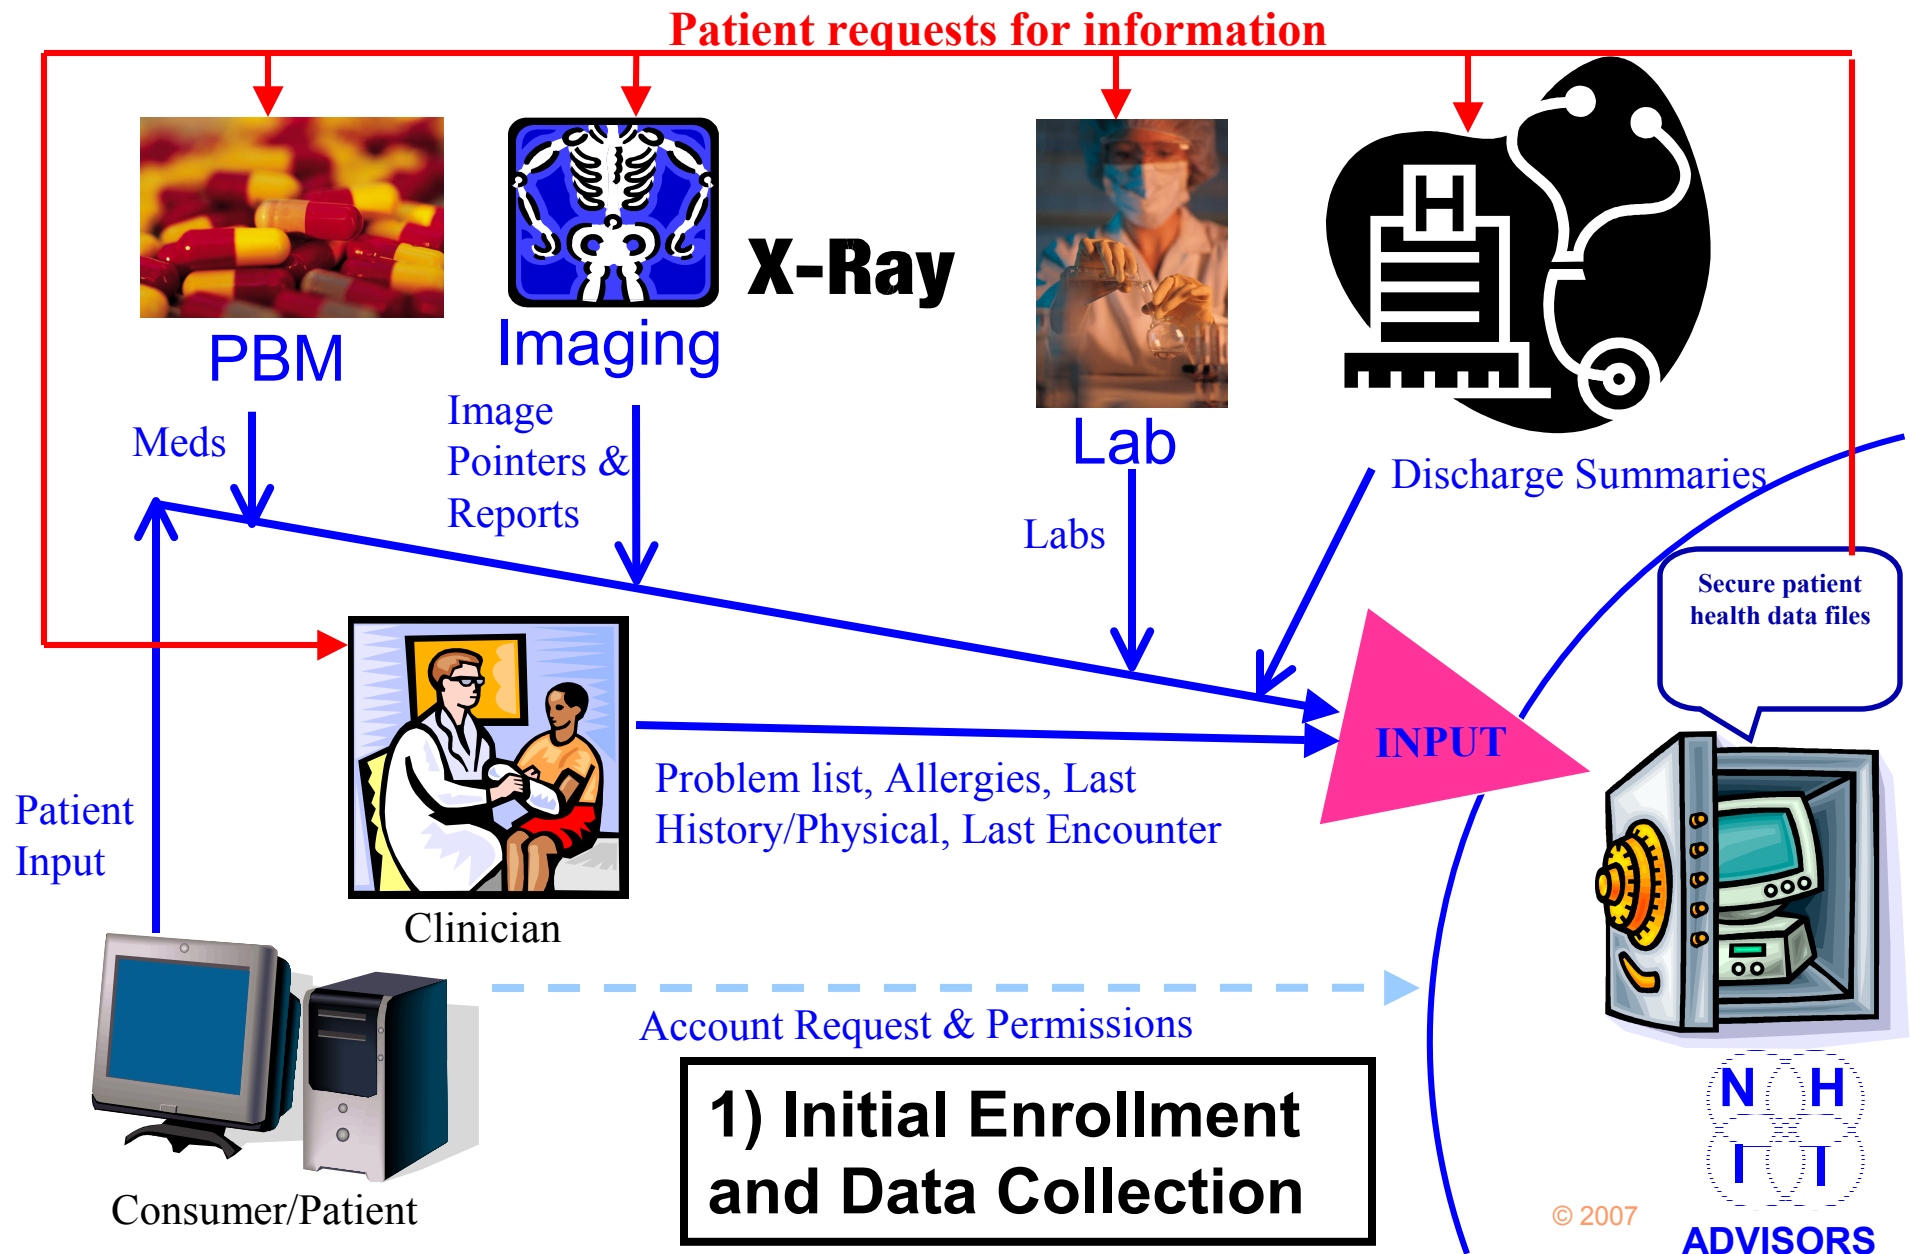 Patient requests for information
H
X-Ray
PBM
Imaging
Lab
Meds
Image
Pointers &
Reports
Labs
Discharge Summaries
Secure patient
health data files
INPUT
Problem list, Allergies, Last
History/Physical, Last Encounter
Patient
Input
Clinician
Account Request & Permissions
1) Initial Enrollment
and Data Collection
Consumer/Patient
N H
I T
© 2007
ADVISORS